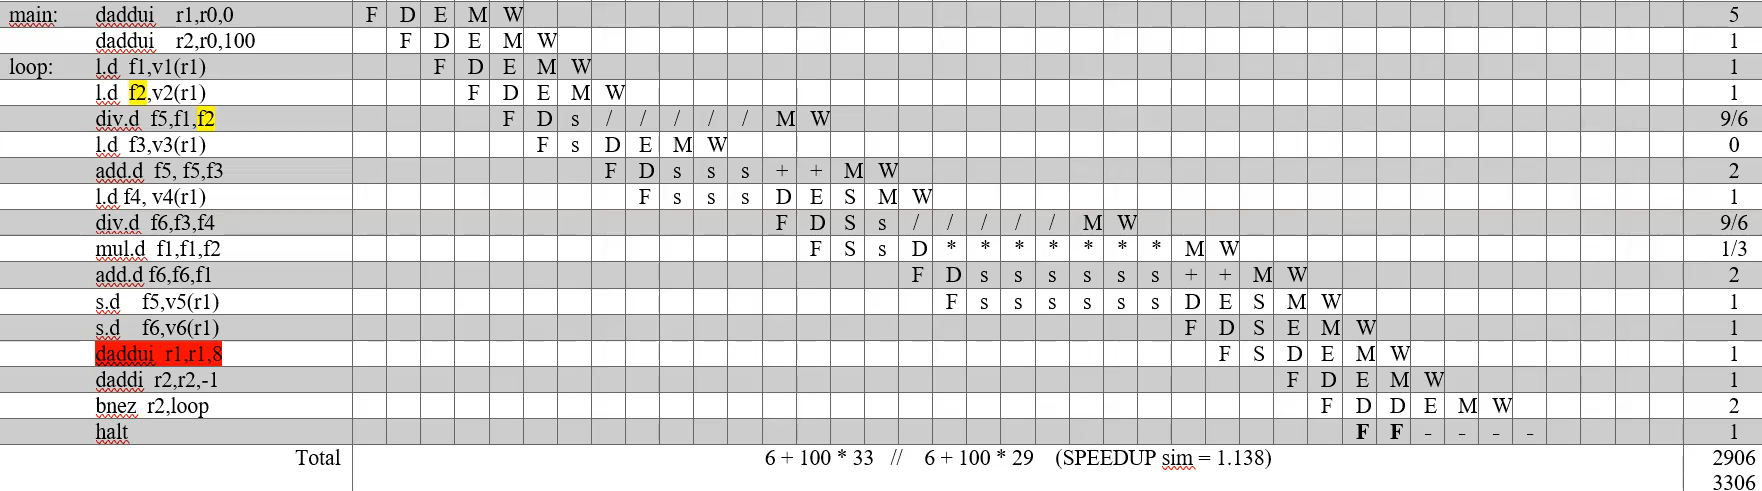 main: daddui r1,r0,0 F D E M W 5
daddui r2,r0,100 F D E M W 1
loop: l.d f1,v1(r1) F D E M W 1
l.d f2,v2(r1) F D E M W 1
div.d f5,f1,f2 F D s / / / / / M W 9/6
l.d f3,v3(r1) F s D E M W 0
add.d f5, f5,f3 F D s s s + + M W 2
l.d f4, v4(r1) F s s s D E S M W 1
div.d f6,f3,f4 F D S s / / / / / M W 9/6
mul.d f1,f1,f2 F S s D * * * * * * * M W 1/3
add.d f6,f6,f1 F D s s s s s s + + M W 2
s.d f5,v5(r1) F s s s s s s D E S M W 1
s.d f6,v6(r1) F D S E M W 1
daddui r1,r1,8 F S D E M W 1
daddi r2,r2,-1 F D E M W 1
bnez r2,loop F D D E M W 2
halt F F - - - - 1
Total 6 + 100 * 33 // 6 + 100 * 29 (SPEEDUP sim = 1.138) 2906
3306